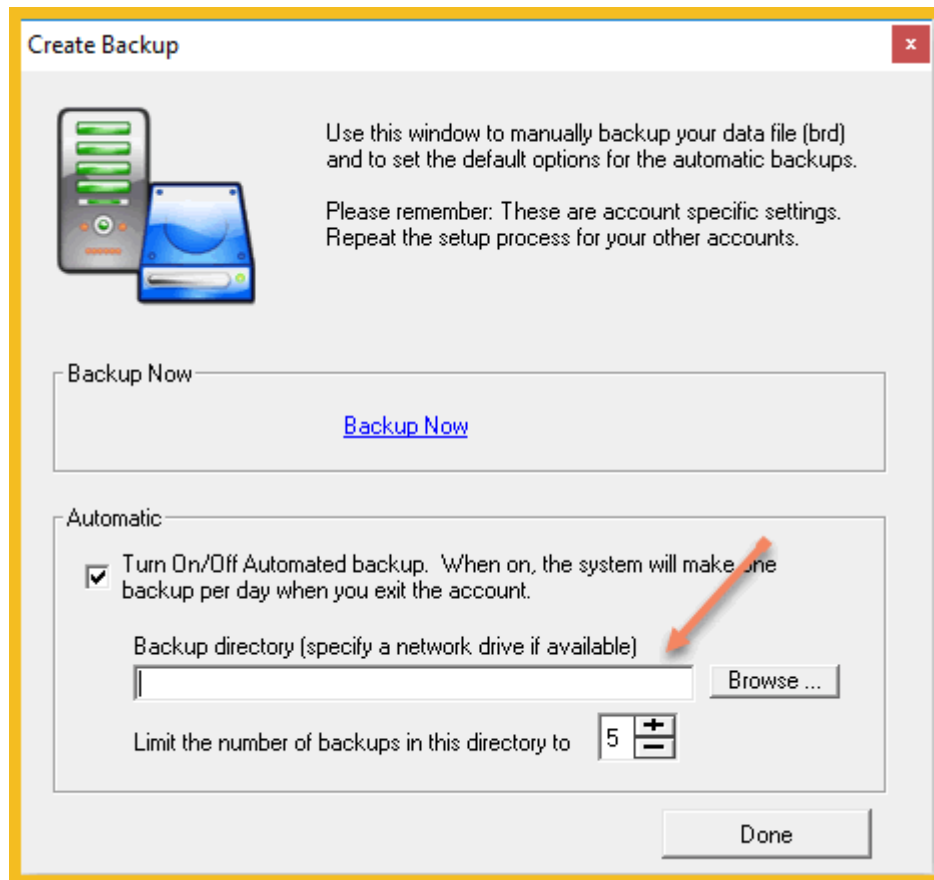 Create Backup
x
Use this window to manually backup your data file (brd)
and to set the default options for the automatic backups.
Please remember: These are account specific settings.
Repeat the setup process for your other accounts.
Backup Now
Backup Now
Automatic
Turn On/Off Automated backup. When on, the system will make one
backup per day when you exit the account.
Backup directory (specify a network drive if available)
Browse ...
Limit the number of backups in this directory to 5
Done